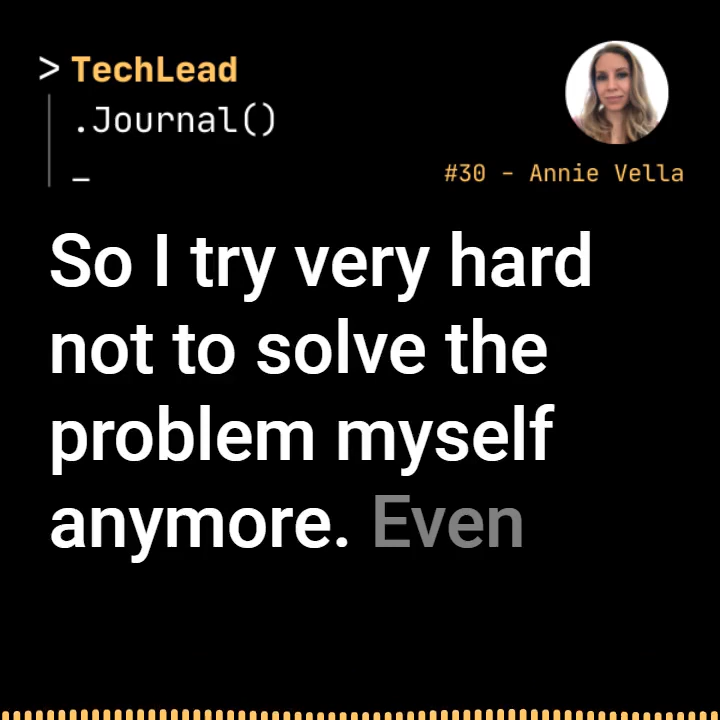 > TechLead
.Journal()
_
#30 - Annie Vella
So I try very hard
not to solve the
problem myself
anymore. Even